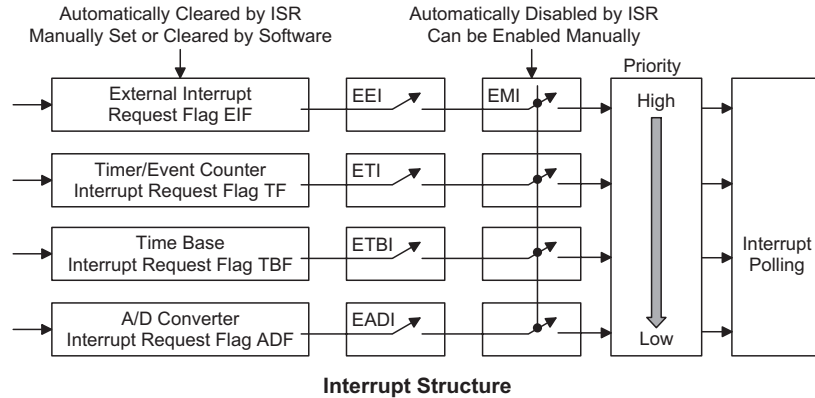 Automatically Cleared by ISR
Manually Set or Cleared by Software
Automatically Disabled by ISR
Can be Enabled Manually
Priority
External Interrupt
Request Flag EIF
EEI
EMI
High
Timer/Event Counter
Interrupt Request Flag TF
ETI
Time Base
Interrupt Request Flag TBF
ETBI
Interrupt
Polling
A/D Converter
Interrupt Request Flag ADF
EADI
Low
Interrupt Structure